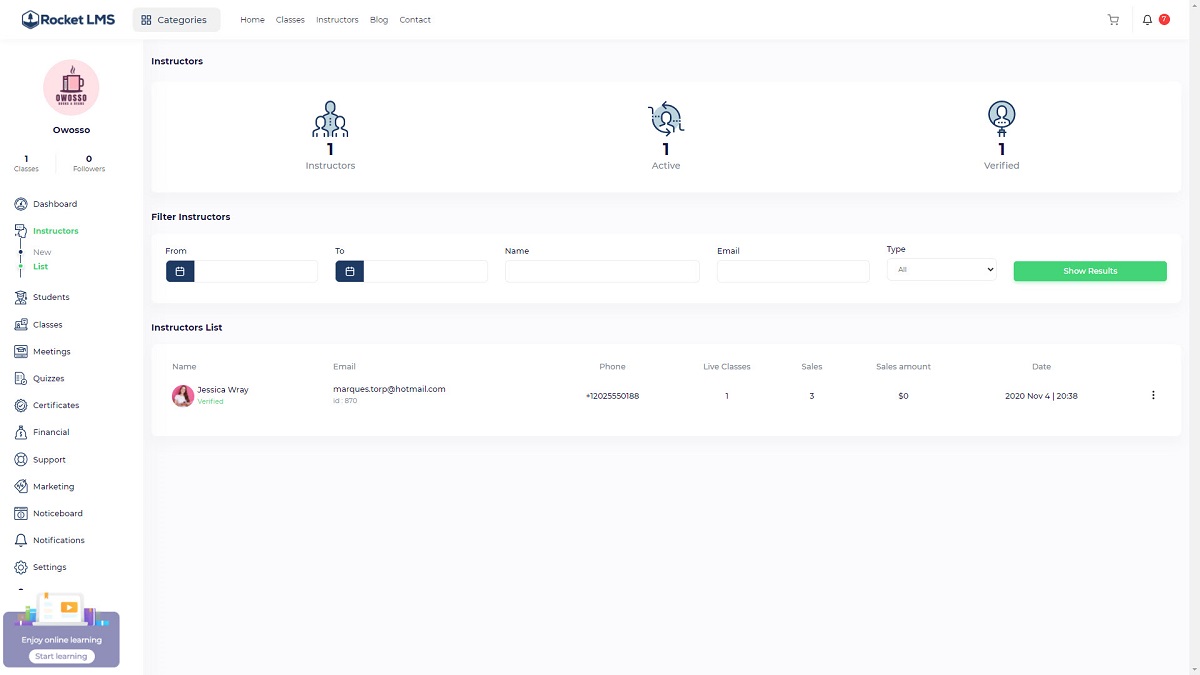 Rocket LMS
Categories
Home
Classes
Instructors
Blog
Contact
7
OWOSSO
Owosso
1
Classes
0
Followers
Dashboard
Instructors
New
List
Students
Classes
Meetings
Quizzes
Certificates
Financial
Support
Marketing
Noticeboard
Notifications
Settings
Enjoy online learning
Start learning
Instructors
1
Instructors
1
Active
1
Verified
Filter Instructors
From
To
Name
Email
Type
All
Show Results
Instructors List
Name Email Phone Live Classes Sales Sales amount Date
Jessica Wray
Verified
marques.torp@hotmail.com
id : 870
+12025550188
1
3
$0
2020 Nov 4 | 20:38